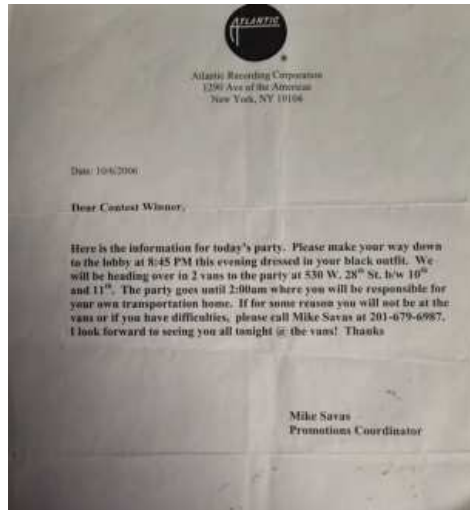 ATLANTIC
Atlantic Recording Corporation
1290 Ave of the Americas
New York, NY 10106
Date: 10/6/2006
Dear Contest Winner,
Here is the information for today's party. Please make your way down
to the lobby at 8:45 PM this evening dressed in your black outfit. We
will be heading over in 2 vans to the party at 530 W. 28th St. b/w 10th
and 11th. The party goes until 2:00am where you will be responsible for
your own transportation home. If for some reason you will not be at the
vans or if you have difficulties, please call Mike Savas at 201-679-6987.
I look forward to seeing you all tonight @ the vans! Thanks
Mike Savas
Promotions Coordinator